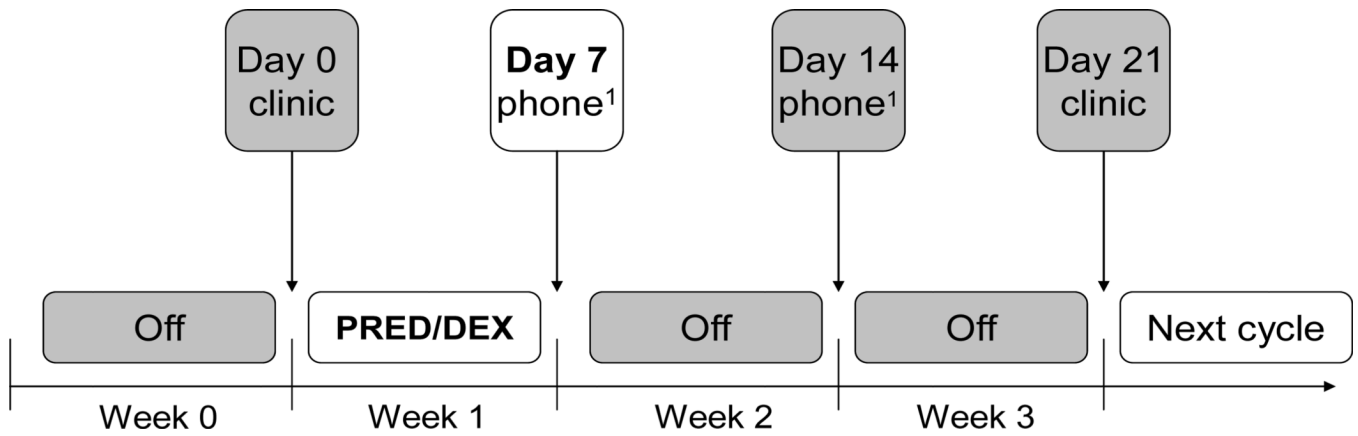 Day 0
clinic
Day 7
phone¹
Day 14
phone¹
Day 21
clinic
Off
PRED/DEX
Off
Off
Next cycle
Week 0
Week 1
Week 2
Week 3